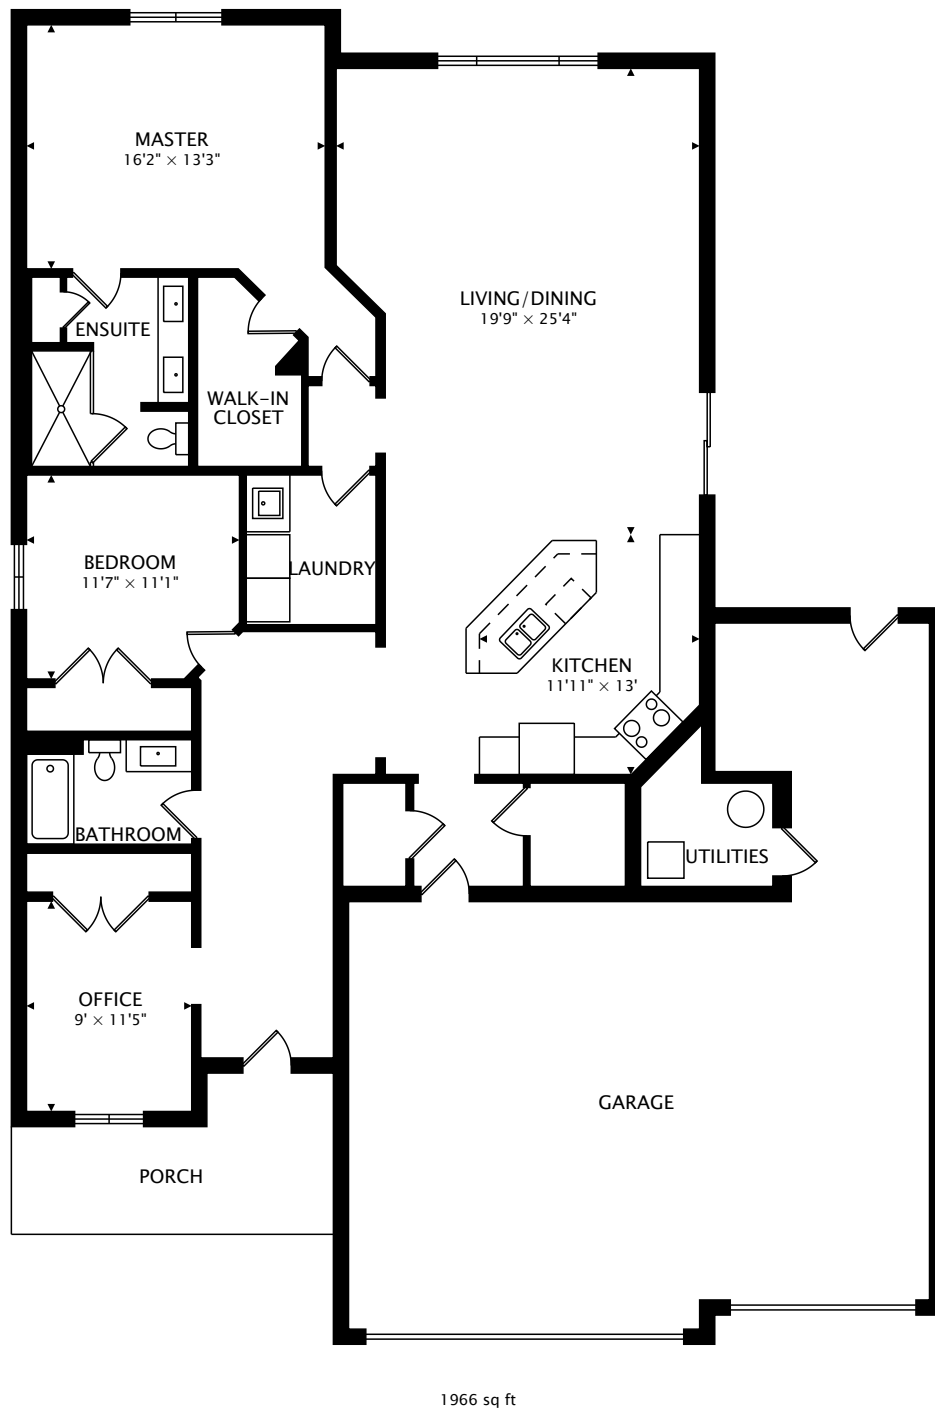 MASTER
16'2" × 13'3"
LIVING/DINING
19'9" × 25'4"
ENSUITE
WALK-IN
CLOSET
BEDROOM
11'7" × 11'1"
LAUNDRY
KITCHEN
11'11" × 13'
BATHROOM
UTILITIES
OFFICE
9' × 11'5"
GARAGE
PORCH
1966 sq ft